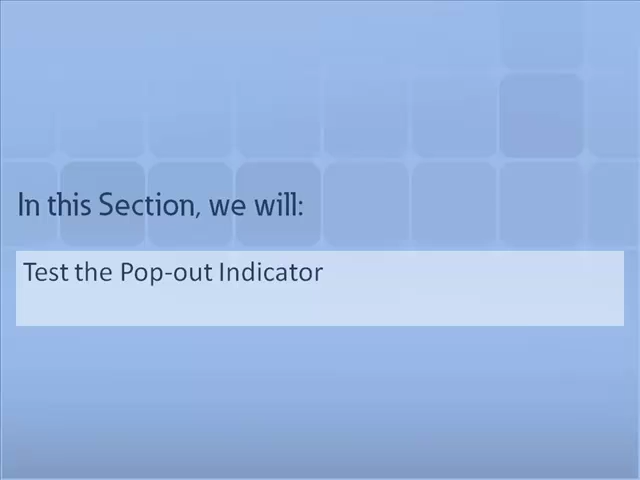 In this Section, we will:
Test the Pop-out Indicator